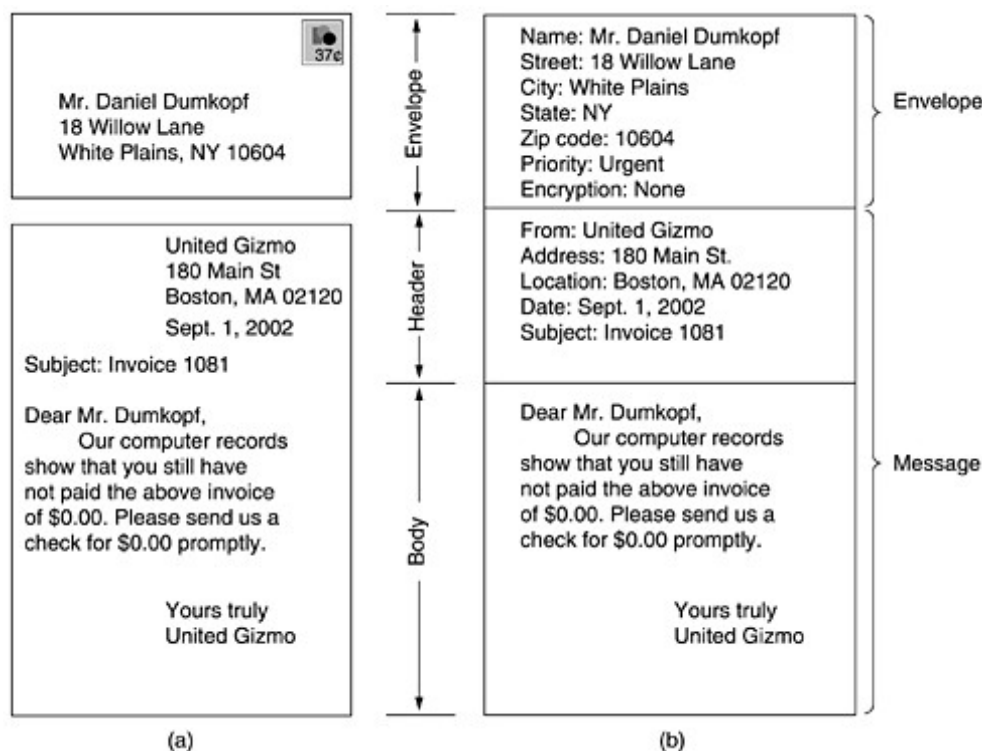 37¢
Mr. Daniel Dumkopf
18 Willow Lane
White Plains, NY 10604
United Gizmo
180 Main St
Boston, MA 02120
Sept. 1, 2002
Subject: Invoice 1081
Dear Mr. Dumkopf,
Our computer records
show that you still have
not paid the above invoice
of $0.00. Please send us a
check for $0.00 promptly.
Yours truly
United Gizmo
(a)
Envelope
Header
Body
Name: Mr. Daniel Dumkopf
Street: 18 Willow Lane
City: White Plains
State: NY
Zip code: 10604
Priority: Urgent
Encryption: None
From: United Gizmo
Address: 180 Main St.
Location: Boston, MA 02120
Date: Sept. 1, 2002
Subject: Invoice 1081
Dear Mr. Dumkopf,
Our computer records
show that you still have
not paid the above invoice
of $0.00. Please send us a
check for $0.00 promptly.
Yours truly
United Gizmo
(b)
Envelope
Message